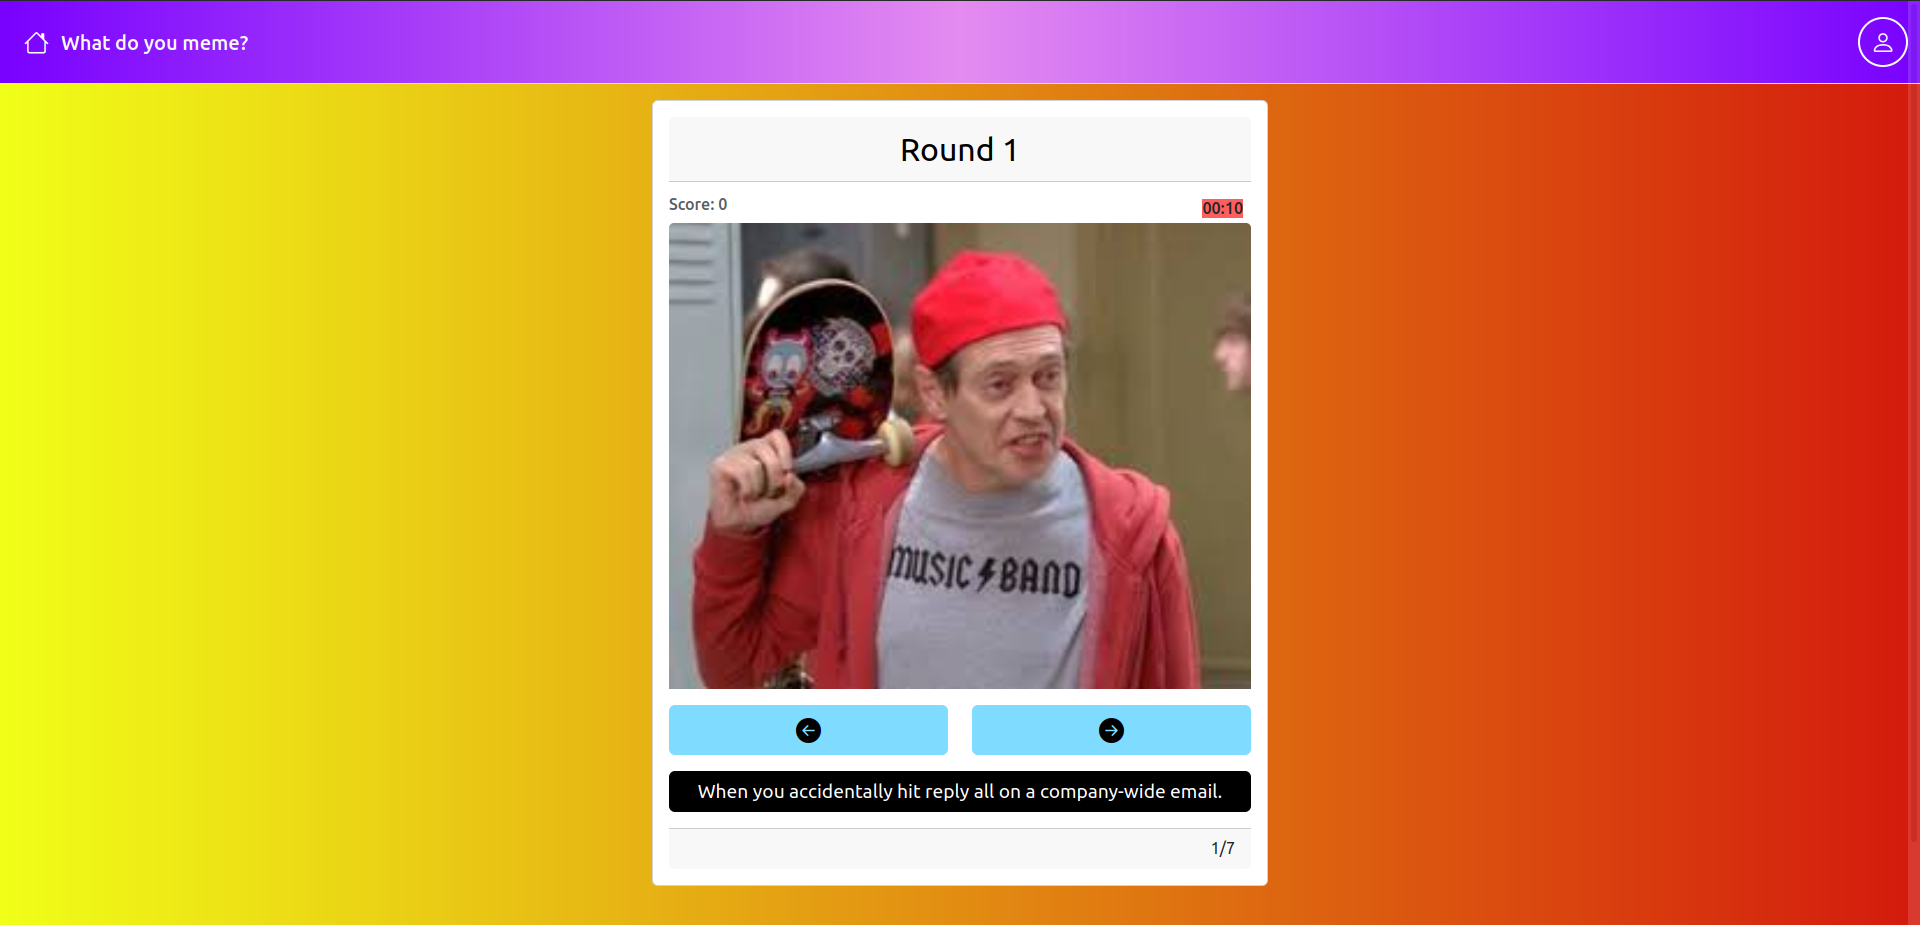 What do you meme?
Round 1
Score: 0
00:10
MUSIC BAND
When you accidentally hit reply all on a company-wide email.
1/7